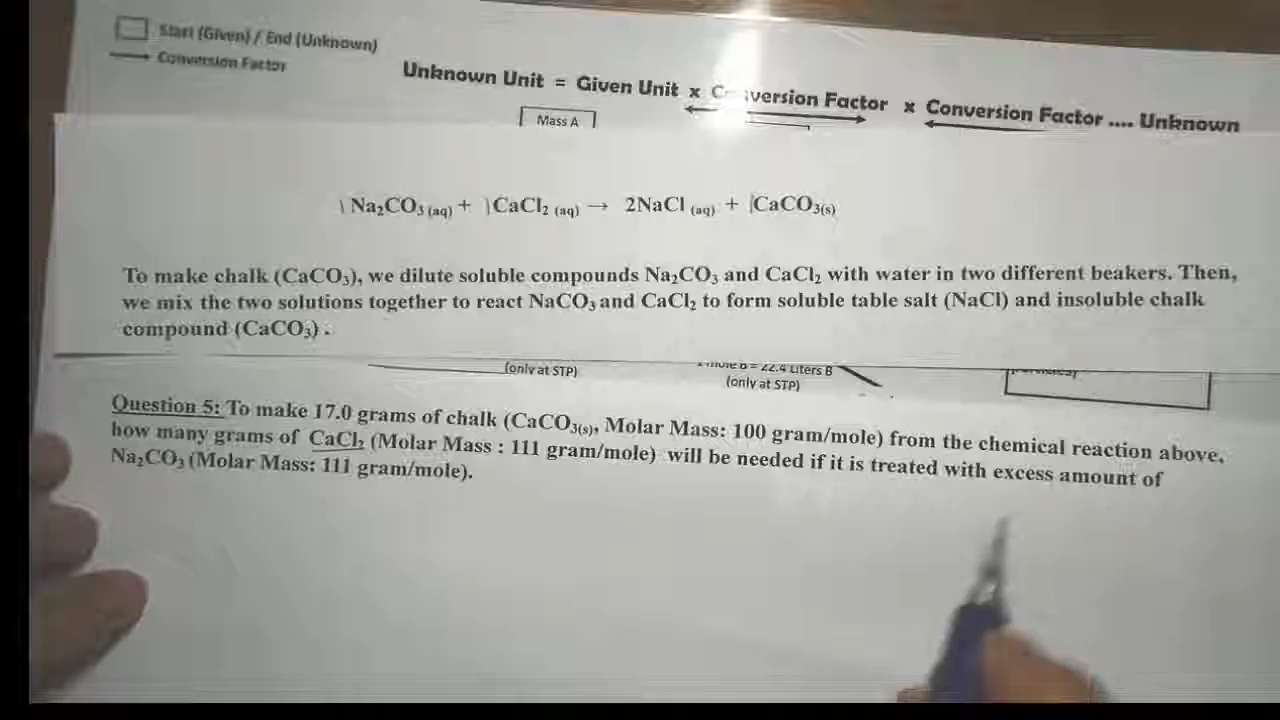 Start (Given) / End (Unknown)
Conversion Factor
Unknown Unit = Given Unit x C version Factor x Conversion Factor .... Unknown
Mass A
\ Na₂CO₃ (aq) + \ CaCl₂ (aq) → 2NaCl (aq) + |CaCO₃(s)
To make chalk (CaCO₃), we dilute soluble compounds Na₂CO₃ and CaCl₂ with water in two different beakers. Then,
we mix the two solutions together to react NaCO₃ and CaCl₂ to form soluble table salt (NaCl) and insoluble chalk
compound (CaCO₃) .
(only at STP)
= 22.4 Liters B
(only at STP)
Question 5: To make 17.0 grams of chalk (CaCO₃(s), Molar Mass: 100 gram/mole) from the chemical reaction above,
how many grams of CaCl₂ (Molar Mass : 111 gram/mole) will be needed if it is treated with excess amount of
Na₂CO₃ (Molar Mass: 111 gram/mole).